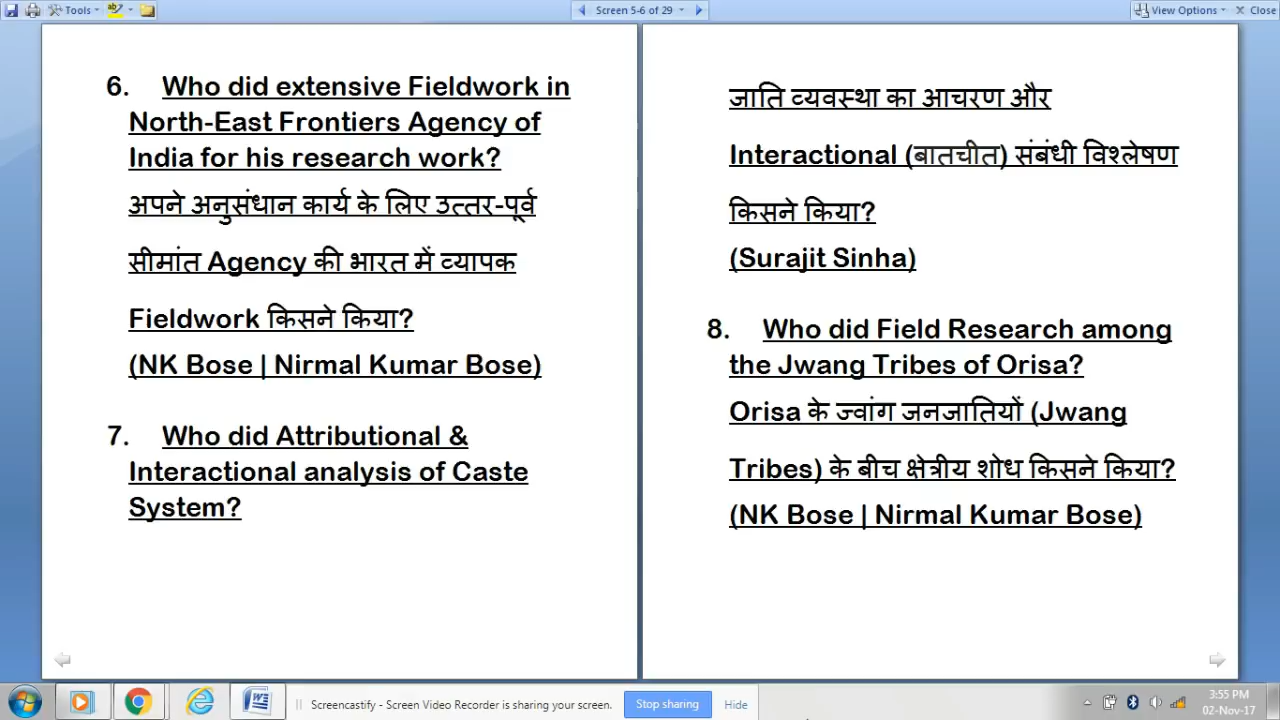 Tools
Screen 5-6 of 29
View Options
Close
6. Who did extensive Fieldwork in
North-East Frontiers Agency of
India for his research work?
अपने अनुसंधान कार्य के लिए उत्तर-पूर्व
सीमांत Agency की भारत में व्यापक
Fieldwork किसने किया?
(NK Bose | Nirmal Kumar Bose)
7. Who did Attributional &
Interactional analysis of Caste
System?
जाति व्यवस्था का आचरण और
Interactional (बातचीत) संबंधी विश्लेषण
किसने किया?
(Surajit Sinha)
8. Who did Field Research among
the Jwang Tribes of Orisa?
Orisa के ज्वांग जनजातियों (Jwang
Tribes) के बीच क्षेत्रीय शोध किसने किया?
(NK Bose | Nirmal Kumar Bose)
Screencastify - Screen Video Recorder is sharing your screen.
Stop sharing
Hide
3:55 PM
02-Nov-17